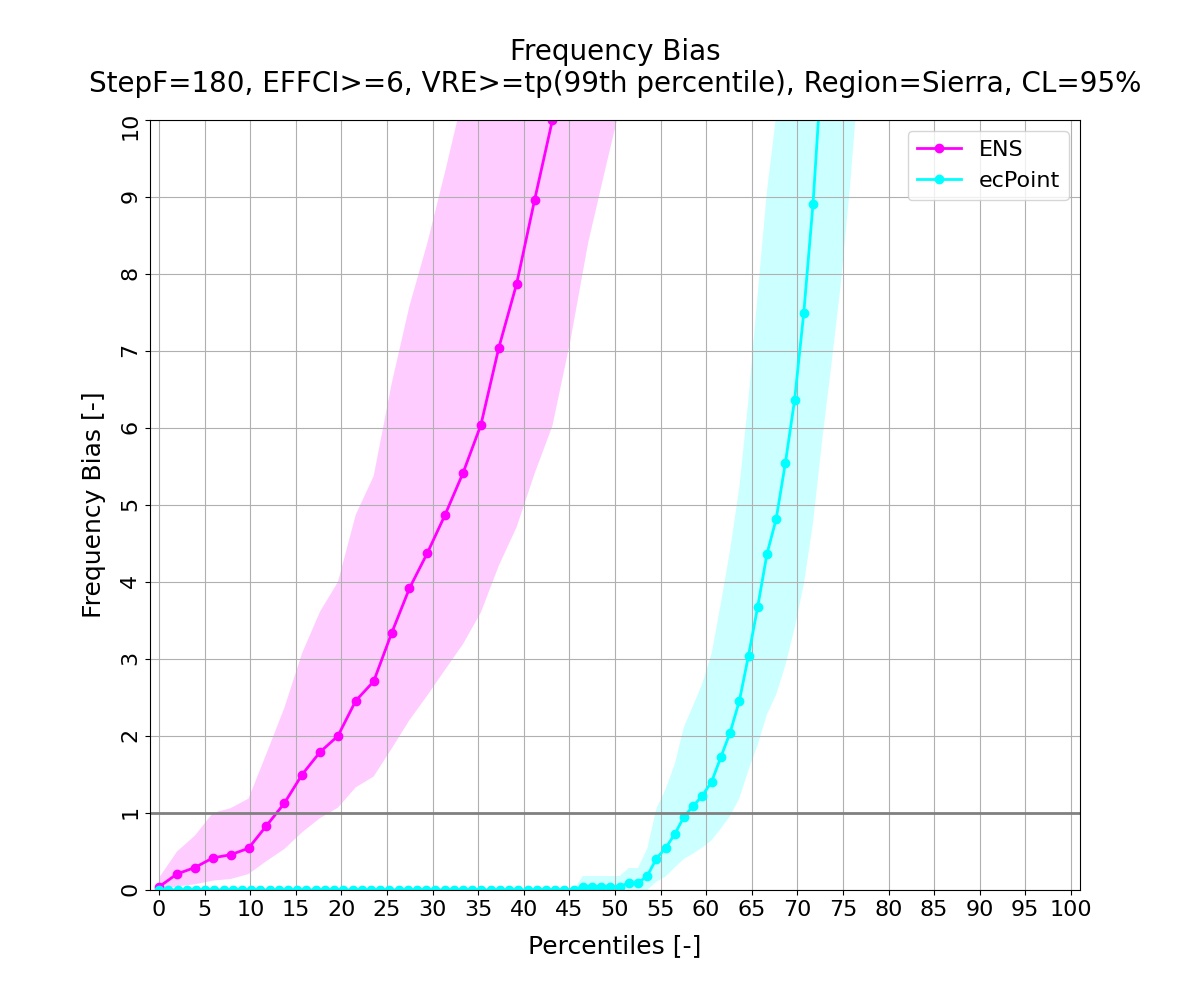 Frequency Bias
StepF=180, EFFCI>=6, VRE>=tp(99th percentile), Region=Sierra, CL=95%
ENS
ecPoint
Frequency Bias [-]
10
9
8
7
6
5
4
3
2
1
0
0 5 10 15 20 25 30 35 40 45 50 55 60 65 70 75 80 85 90 95 100
Percentiles [-]